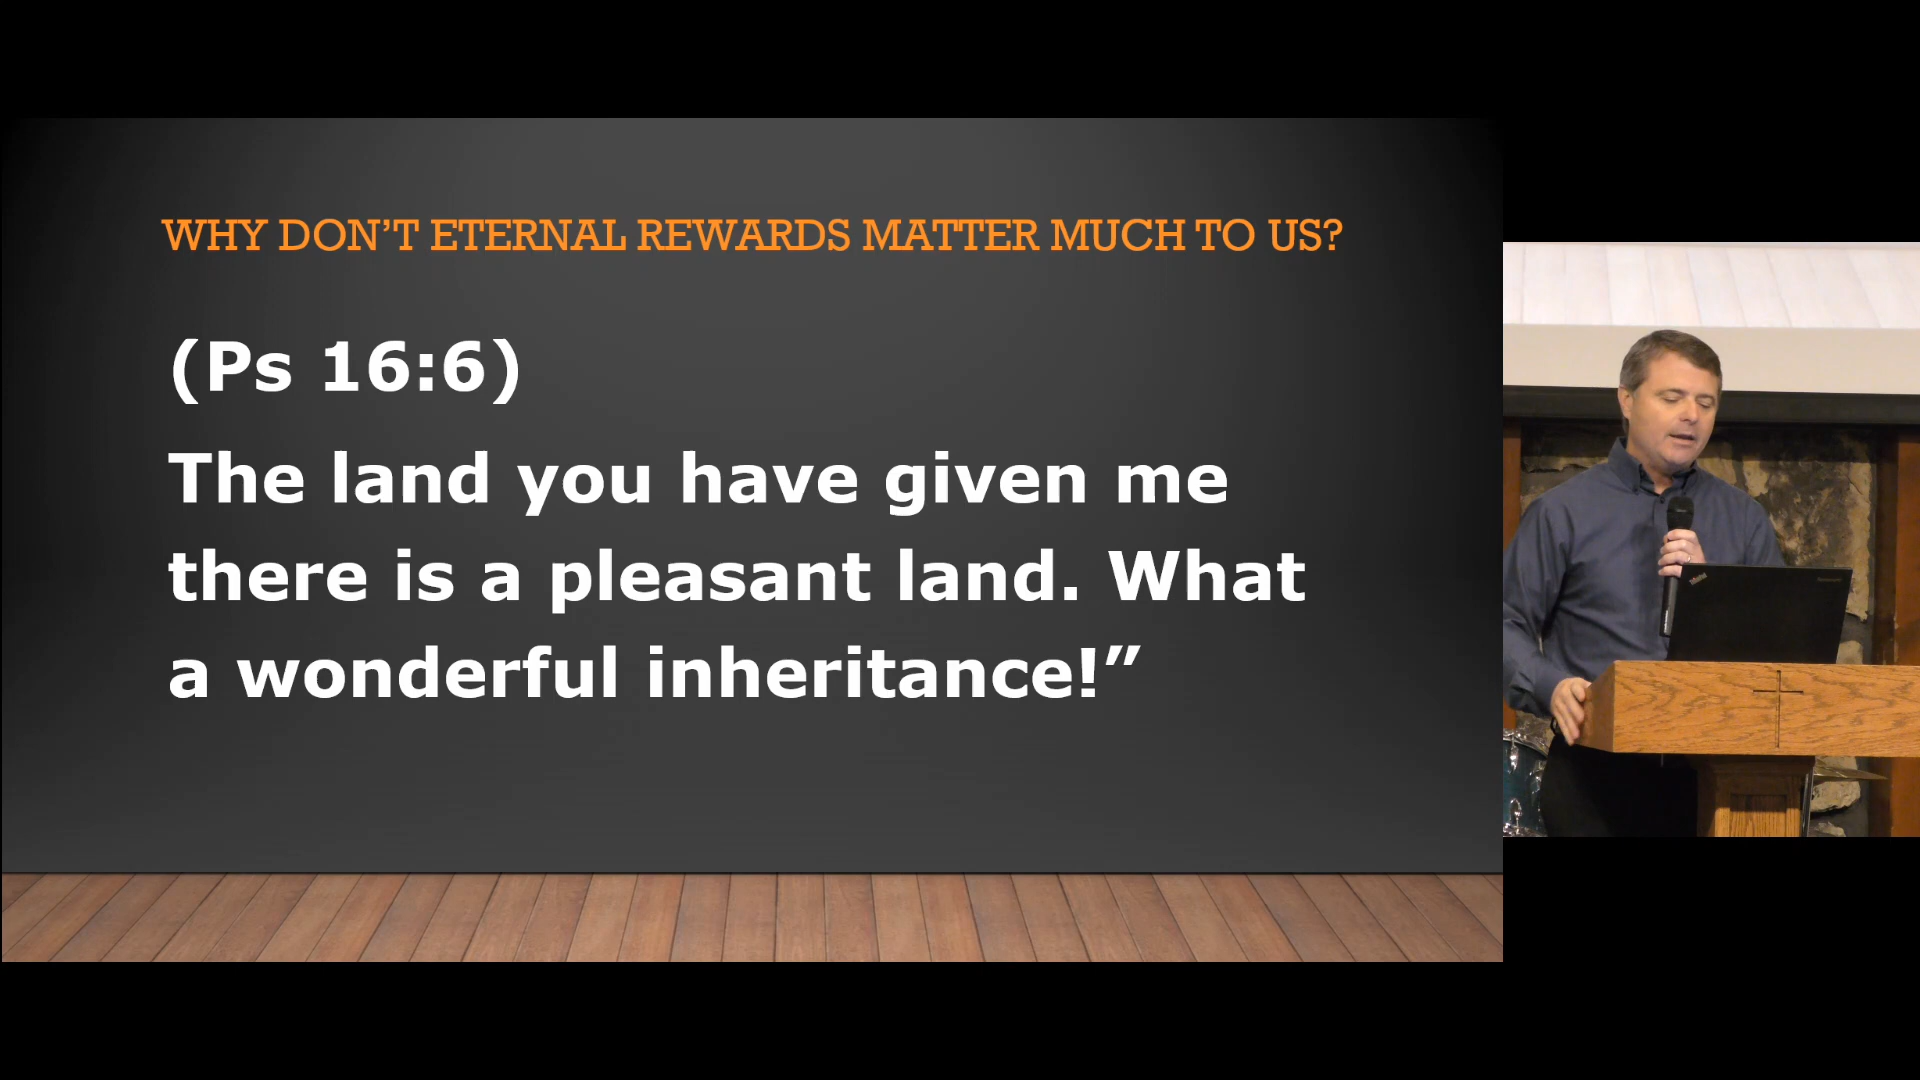 WHY DON’T ETERNAL REWARDS MATTER MUCH TO US?
(Ps 16:6)
The land you have given me
there is a pleasant land. What
a wonderful inheritance!”